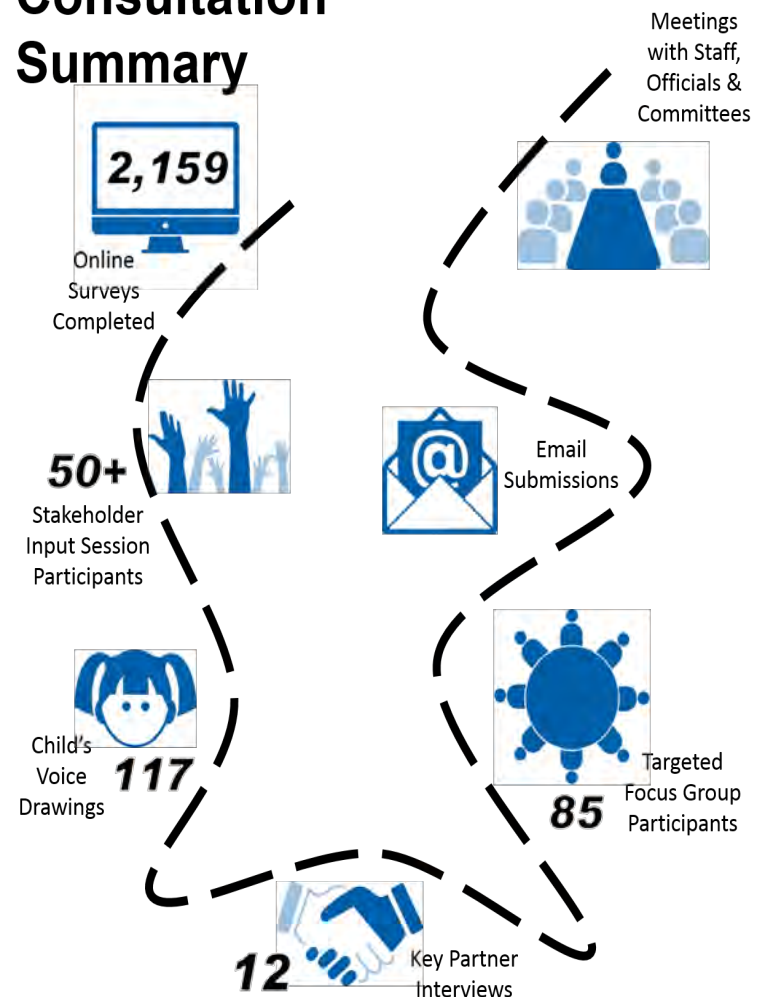 Consultation
Summary
2,159
Online
Surveys
Completed
50+
Stakeholder
Input Session
Participants
Child's
Voice
Drawings
117
12
Key Partner
Interviews
85
Targeted
Focus Group
Participants
@
Email
Submissions
Meetings
with Staff,
Officials &
Committees